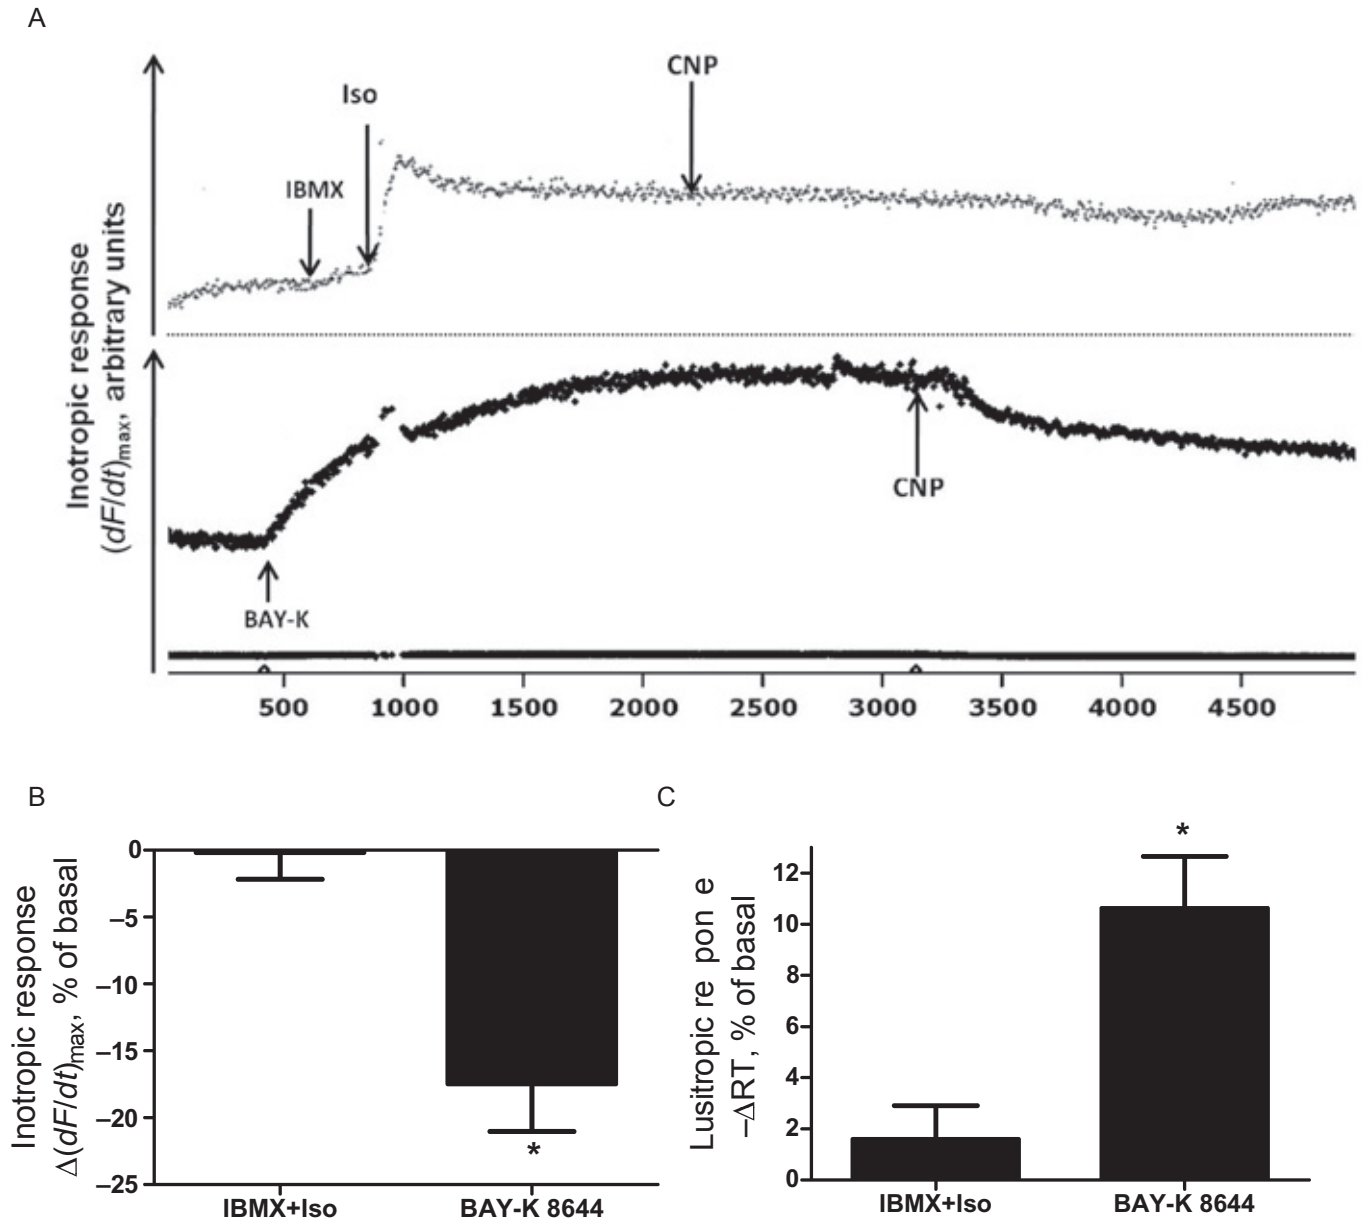 A
CNP
Iso
IBMX
Inotropic response
(dF/dt)max, arbitrary units
CNP
BAY-K
500 1000 1500 2000 2500 3000 3500 4000 4500
B
Inotropic response
Δ(dF/dt)max, % of basal
0
–5
–10
–15
–20
–25
*
IBMX+Iso BAY-K 8644
C
Lusitropic re pon e
–ΔRT, % of basal
12
10
8
6
4
2
0
*
IBMX+Iso BAY-K 8644